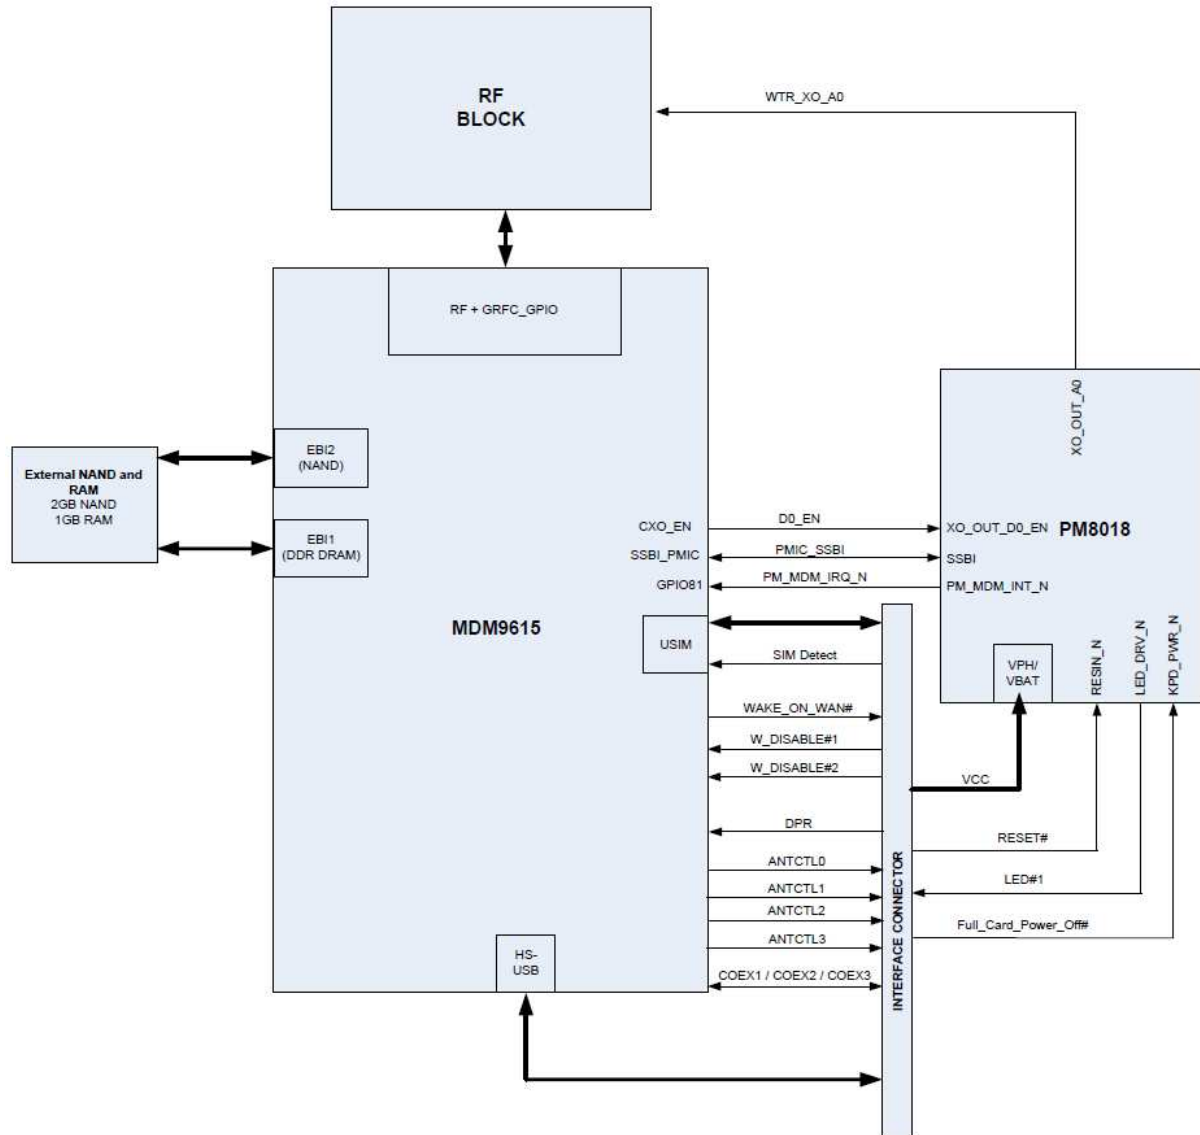 RF
BLOCK
WTR_XO_A0
RF + GRFC_GPIO
XO_OUT_A0
External NAND and
RAM
2GB NAND
1GB RAM
EBI2
(NAND)
EBI1
(DDR DRAM)
CXO_EN
D0_EN
XO_OUT_D0_EN
PM8018
SSBI_PMIC
PMIC_SSBI
SSBI
GPIO81
PM_MDM_IRQ_N
PM_MDM_INT_N
MDM9615
USIM
SIM Detect
VPH/
VBAT
RESIN_N
LED_DRV_N
KPD_PWR_N
WAKE_ON_WAN#
W_DISABLE#1
W_DISABLE#2
VCC
DPR
RESET#
ANTCTL0
LED#1
ANTCTL1
ANTCTL2
Full_Card_Power_Off#
ANTCTL3
HS-
USB
COEX1 / COEX2 / COEX3
INTERFACE CONNECTOR